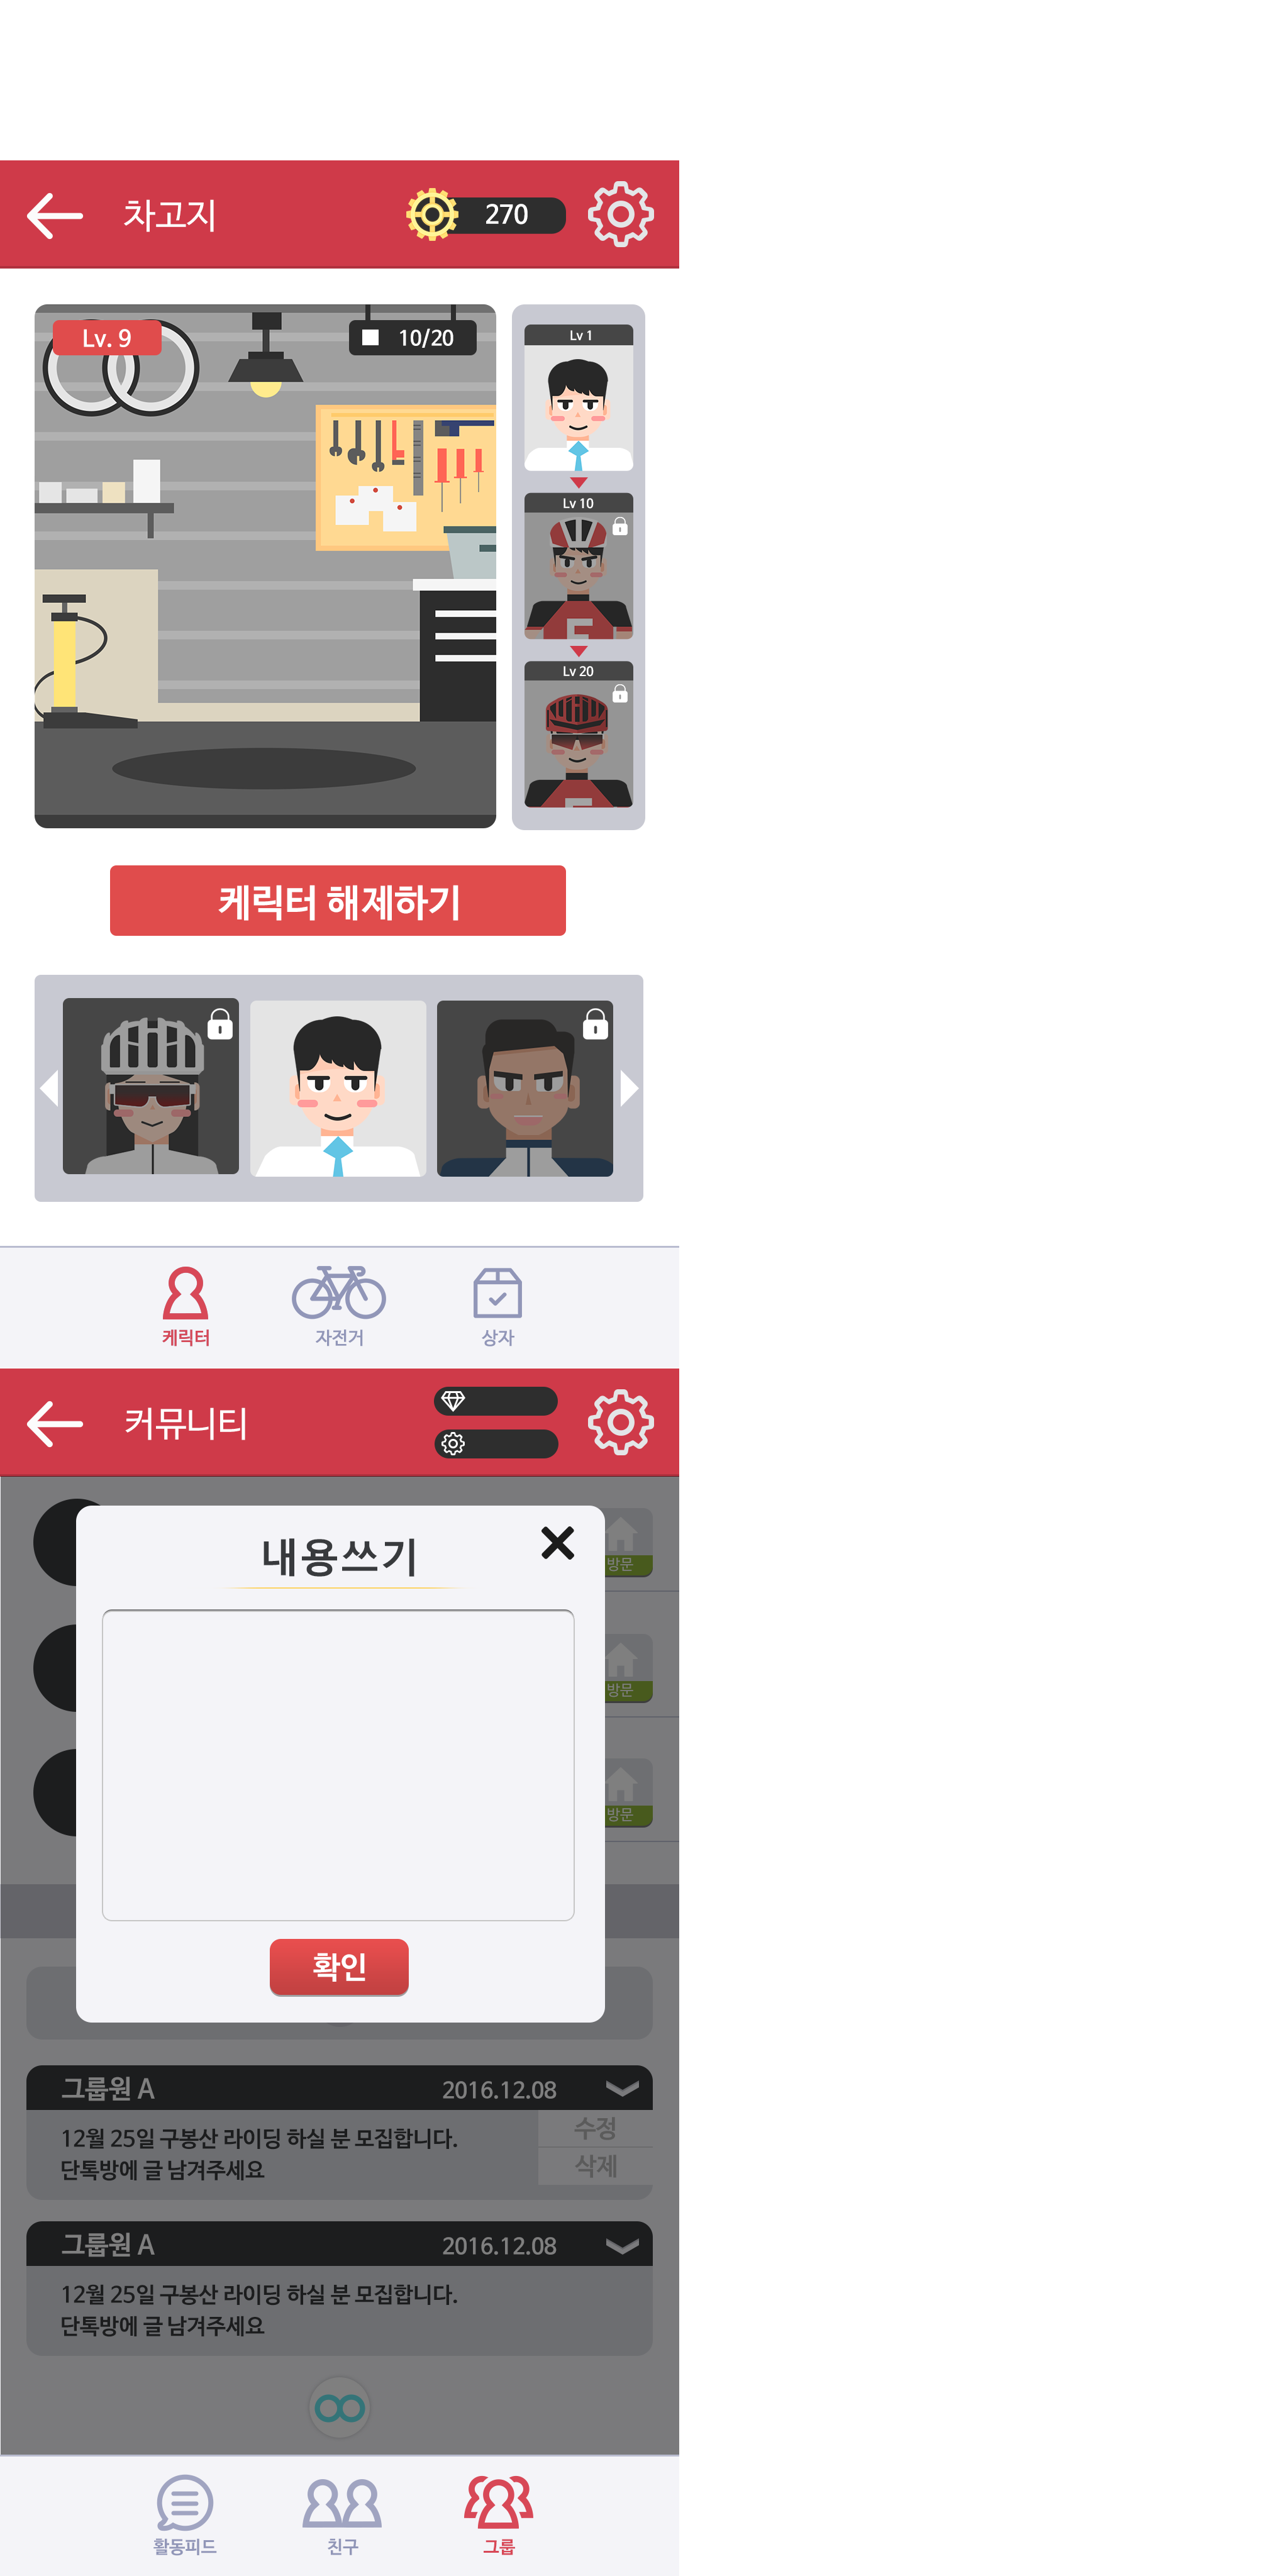 차고지
270
Lv. 9
10/20
Lv 1
Lv 10
Lv 20
케릭터 해제하기
케릭터
자전거
상자
커뮤니티
내용쓰기
방문
방문
방문
확인
그룹원 A 2016.12.08
12월 25일 구봉산 라이딩 하실 분 모집합니다.
단톡방에 글 남겨주세요
수정
삭제
그룹원 A 2016.12.08
12월 25일 구봉산 라이딩 하실 분 모집합니다.
단톡방에 글 남겨주세요
활동피드
친구
그룹